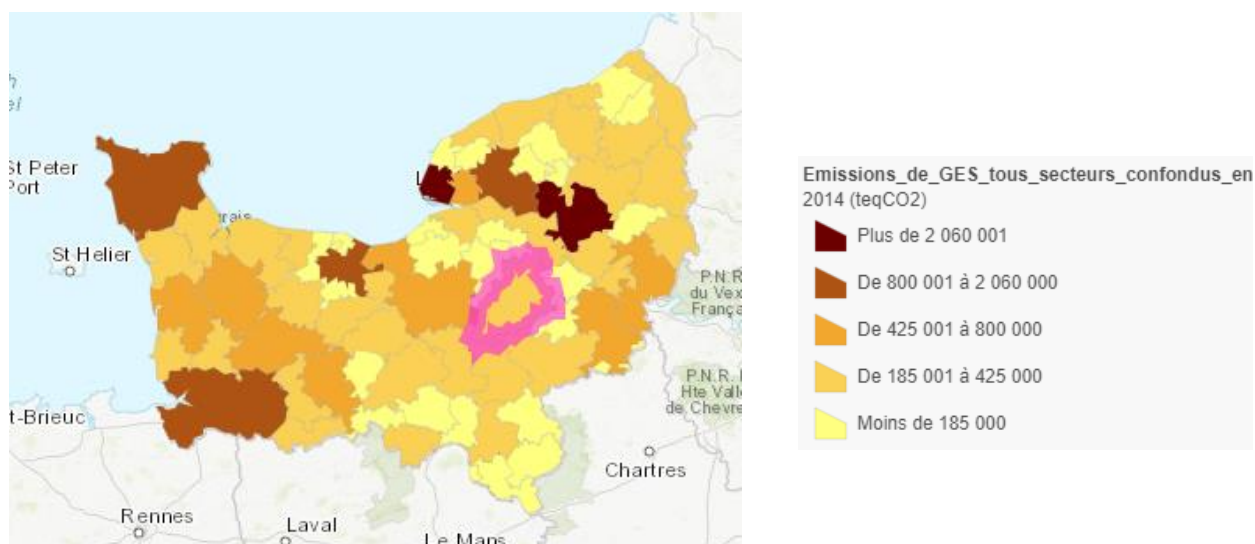 St Peter
Port
St Helier
rais
L
t-Brieuc
Rennes
Laval
Le Mans
Chartres
P.N.R
du Vex
França
P.N.R.
Hte Vall
de Chevre
Emissions_de_GES_tous_secteurs_confondus_en
2014 (teqCO2)
Plus de 2 060 001
De 800 001 à 2 060 000
De 425 001 à 800 000
De 185 001 à 425 000
Moins de 185 000